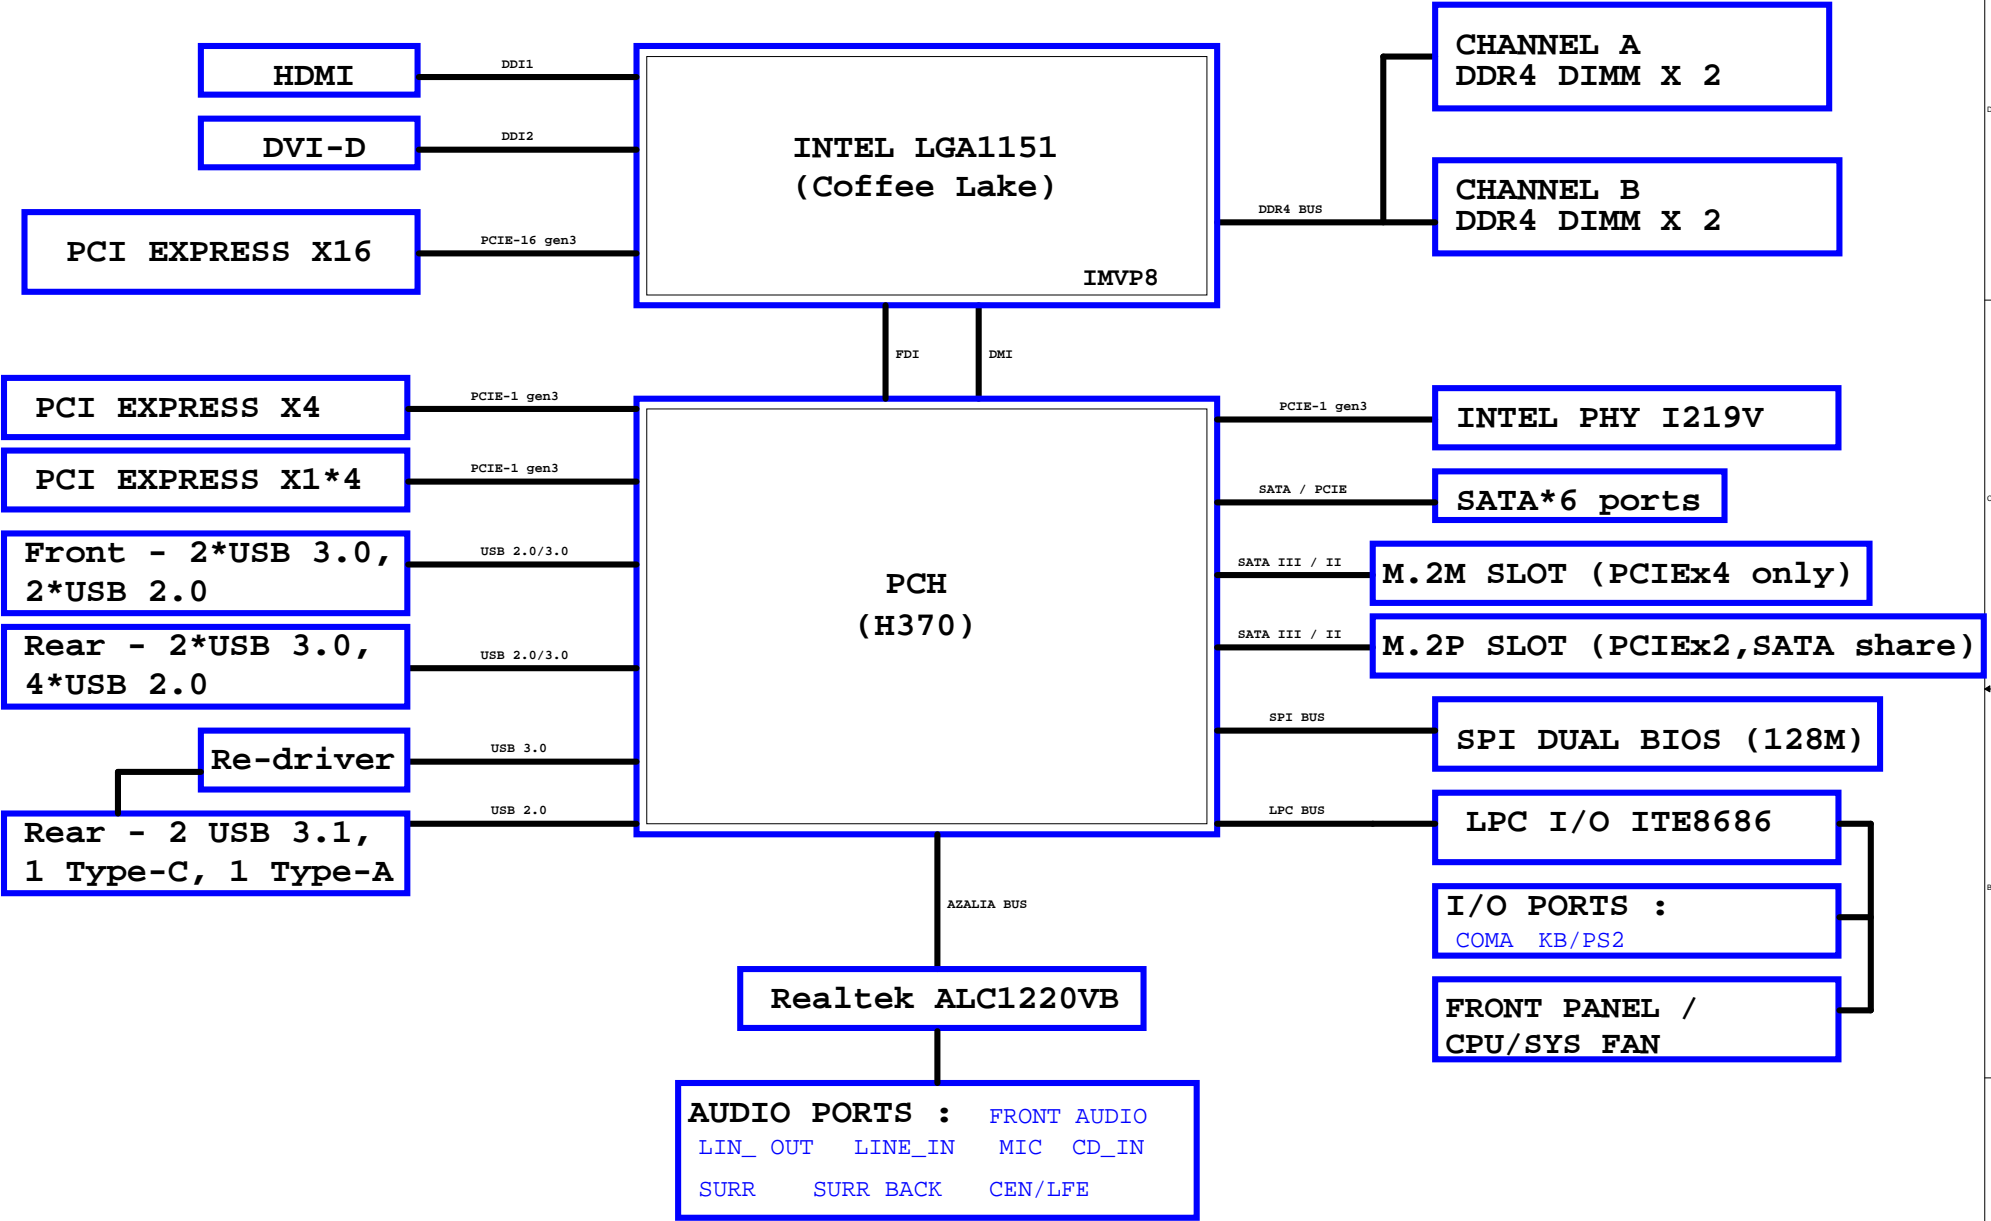 HDMI
DDI1
DVI-D
DDI2
PCI EXPRESS X16
PCIE-16 gen3
INTEL LGA1151
(Coffee Lake)
IMVP8
DDR4 BUS
CHANNEL A
DDR4 DIMM X 2
CHANNEL B
DDR4 DIMM X 2
FDI
DMI
PCI EXPRESS X4
PCIE-1 gen3
PCI EXPRESS X1*4
PCIE-1 gen3
Front - 2*USB 3.0,
2*USB 2.0
USB 2.0/3.0
Rear - 2*USB 3.0,
4*USB 2.0
USB 2.0/3.0
Re-driver
USB 3.0
Rear - 2 USB 3.1,
1 Type-C, 1 Type-A
USB 2.0
PCH
(H370)
PCIE-1 gen3
INTEL PHY I219V
SATA / PCIE
SATA*6 ports
SATA III / II
M.2M SLOT (PCIEx4 only)
SATA III / II
M.2P SLOT (PCIEx2,SATA share)
SPI BUS
SPI DUAL BIOS (128M)
LPC BUS
LPC I/O ITE8686
I/O PORTS :
COMA KB/PS2
FRONT PANEL /
CPU/SYS FAN
AZALIA BUS
Realtek ALC1220VB
AUDIO PORTS : FRONT AUDIO
LIN_ OUT LINE_IN MIC CD_IN
SURR SURR BACK CEN/LFE